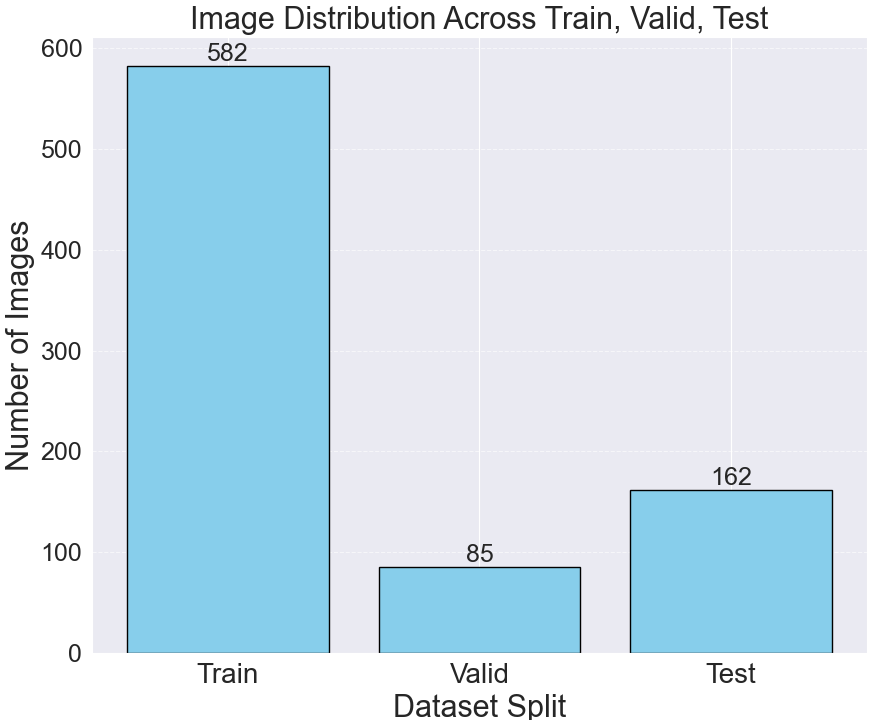 Image Distribution Across Train, Valid, Test
Number of Images
600
500
400
300
200
100
0
582
85
162
Train
Valid
Test
Dataset Split